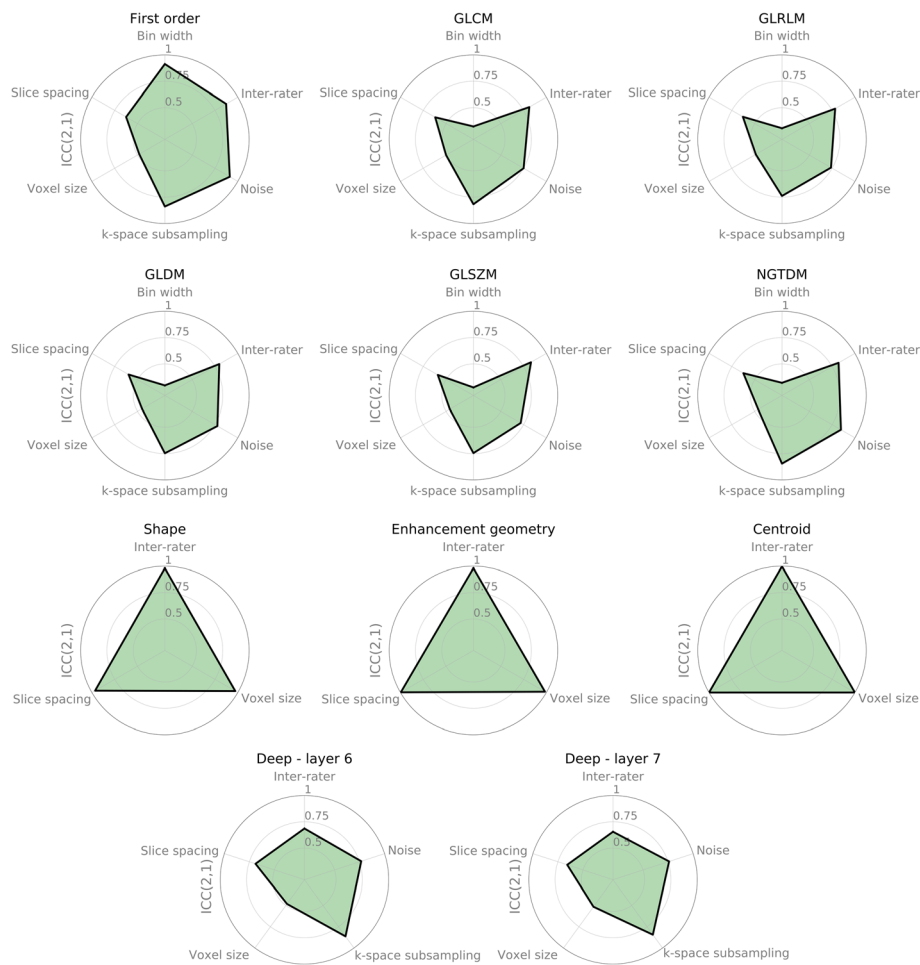 First order
Bin width
1
0.75
0.5
Slice spacing
Inter-rater
ICC(2,1)
Voxel size
Noise
k-space subsampling
GLCM
Bin width
1
0.75
0.5
Slice spacing
Inter-rater
ICC(2,1)
Voxel size
Noise
k-space subsampling
GLRLM
Bin width
1
0.75
0.5
Slice spacing
Inter-rater
ICC(2,1)
Voxel size
Noise
k-space subsampling
GLDM
Bin width
1
0.75
0.5
Slice spacing
Inter-rater
ICC(2,1)
Voxel size
Noise
k-space subsampling
GLSZM
Bin width
1
0.75
0.5
Slice spacing
Inter-rater
ICC(2,1)
Voxel size
Noise
k-space subsampling
NGTDM
Bin width
1
0.75
0.5
Slice spacing
Inter-rater
ICC(2,1)
Voxel size
Noise
k-space subsampling
Shape
Inter-rater
1
0.75
0.5
ICC(2,1)
Slice spacing
Voxel size
Enhancement geometry
Inter-rater
1
0.75
0.5
ICC(2,1)
Slice spacing
Voxel size
Centroid
Inter-rater
1
0.75
0.5
ICC(2,1)
Slice spacing
Voxel size
Deep - layer 6
Inter-rater
1
0.75
0.5
Slice spacing
Noise
ICC(2,1)
Voxel size
k-space subsampling
Deep - layer 7
Inter-rater
1
0.75
0.5
Slice spacing
Noise
ICC(2,1)
Voxel size
k-space subsampling